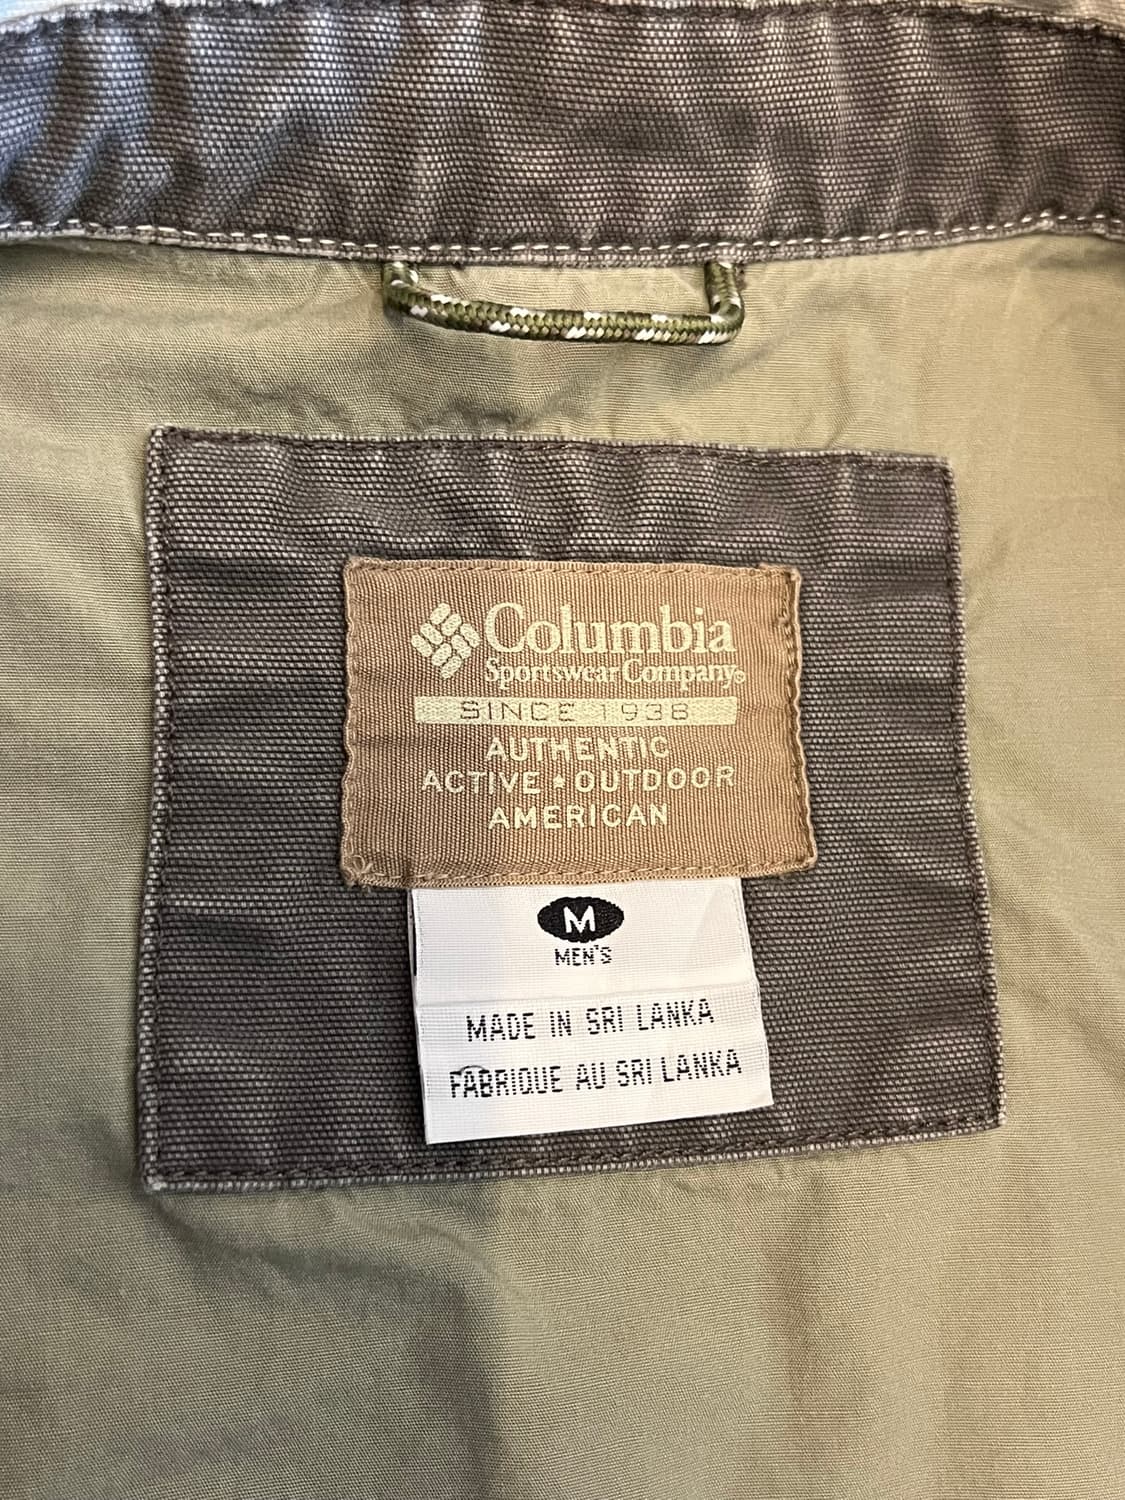 Columbia
Sportswear Company®
SINCE 1938
AUTHENTIC
ACTIVE • OUTDOOR
AMERICAN
M
MEN'S
MADE IN SRI LANKA
FABRIQUE AU SRI LANKA